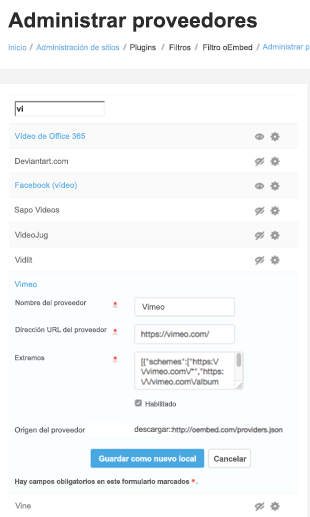 Administrar proveedores
Inicio / Administración de sitios / Plugins / Filtros / Filtro oEmbed / Administrar p
vi
Vídeo de Office 365
Deviantart.com
Facebook (vídeo)
Sapo Videos
VideoJug
Vidlit
Vimeo
Nombre del proveedor Vimeo
Dirección URL del proveedor https://vimeo.com/
Extremos [{"schemes":["https:\/
\/vimeo.com\/*","https:
\/\/vimeo.com\/album
Habilitado
Origen del proveedor descargar::http://oembed.com/providers.json
Guardar como nuevo local Cancelar
Hay campos obligatorios en este formulario marcados *.
Vine